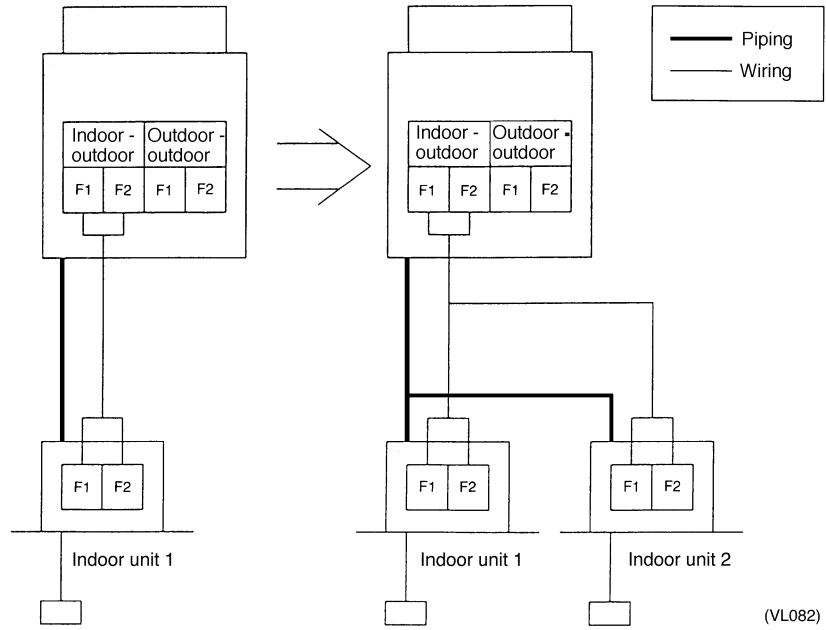 Piping
Wiring
Indoor - Outdoor -
outdoor outdoor
F1 F2 F1 F2
F1 F2
Indoor unit 1
Indoor - Outdoor -
outdoor outdoor
F1 F2 F1 F2
F1 F2
Indoor unit 1
F1 F2
Indoor unit 2
(VL082)